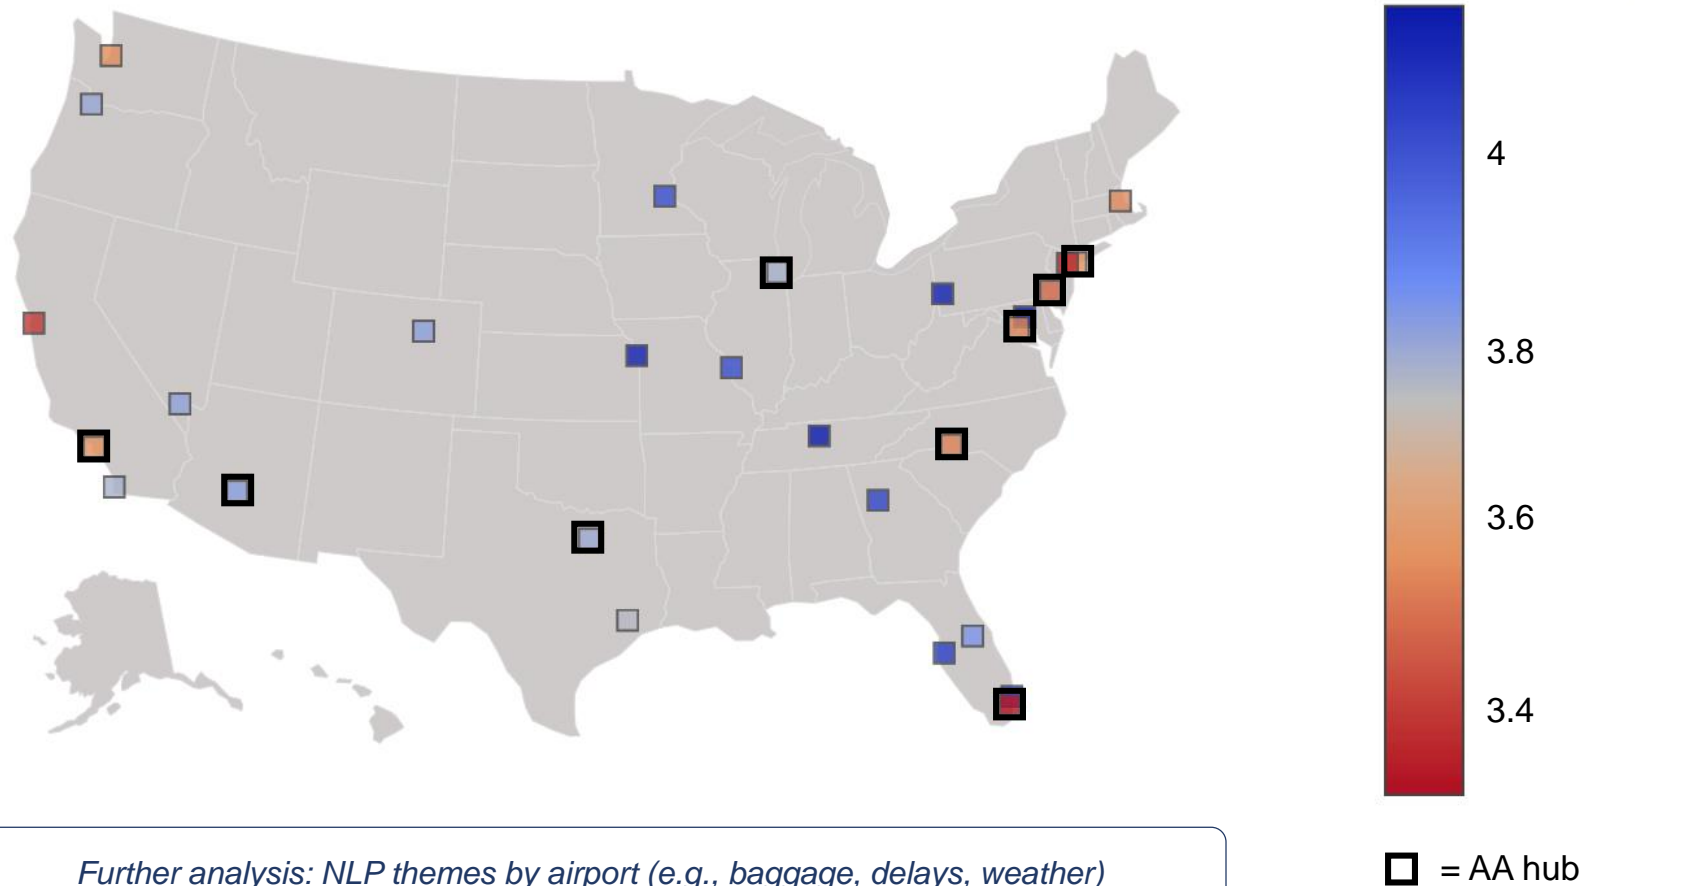 4
3.8
3.6
3.4
Further analysis: NLP themes by airport (e.g., baggage, delays, weather)
= AA hub